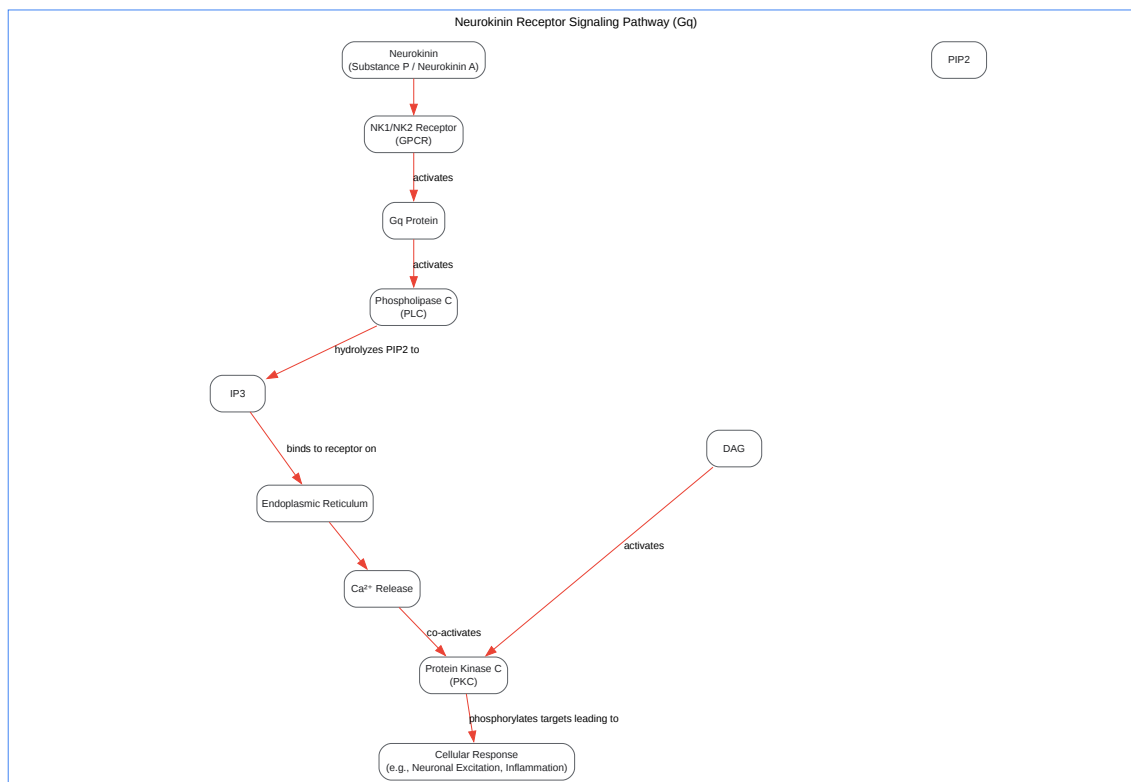 Neurokinin Receptor Signaling Pathway (Gq)
Neurokinin
(Substance P / Neurokinin A)
PIP2
NK1/NK2 Receptor
(GPCR)
activates
Gq Protein
activates
Phospholipase C
(PLC)
hydrolyzes PIP2 to
IP3
binds to receptor on
DAG
Endoplasmic Reticulum
activates
Ca²⁺ Release
co-activates
Protein Kinase C
(PKC)
phosphorylates targets leading to
Cellular Response
(e.g., Neuronal Excitation, Inflammation)